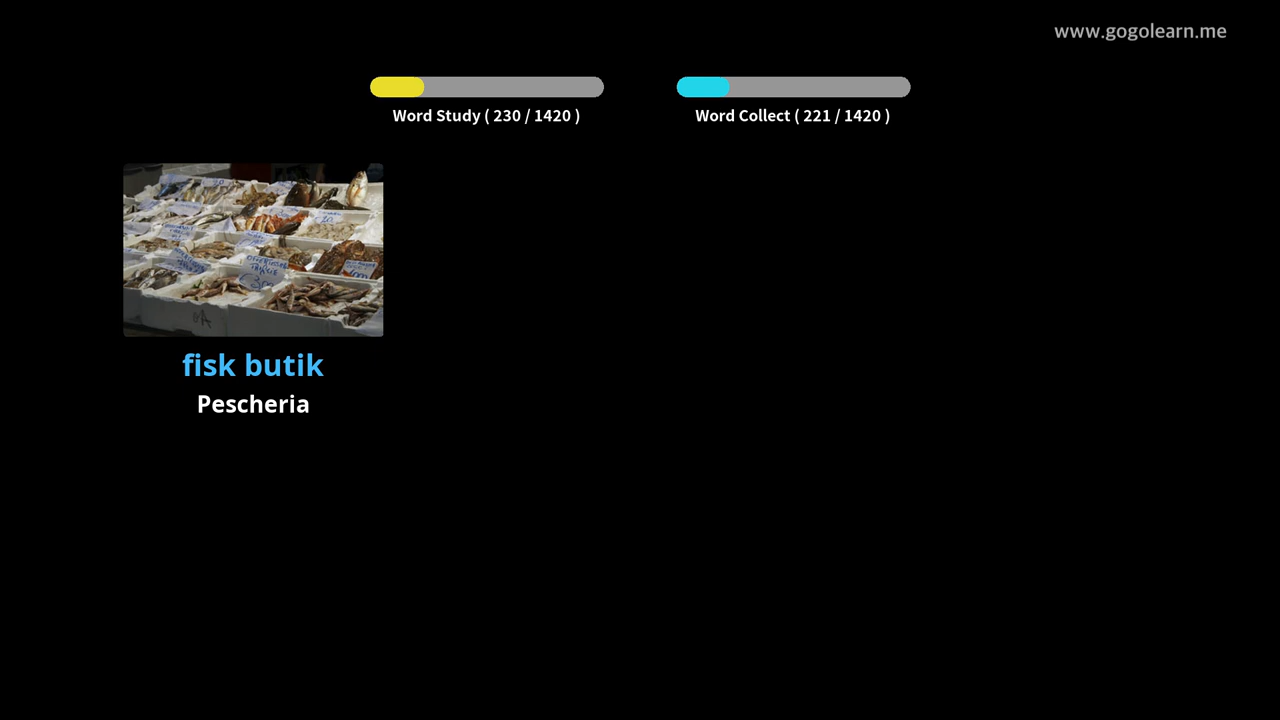 www.gogolearn.me
Word Study ( 230 / 1420 )
Word Collect ( 221 / 1420 )
fisk butik
Pescheria